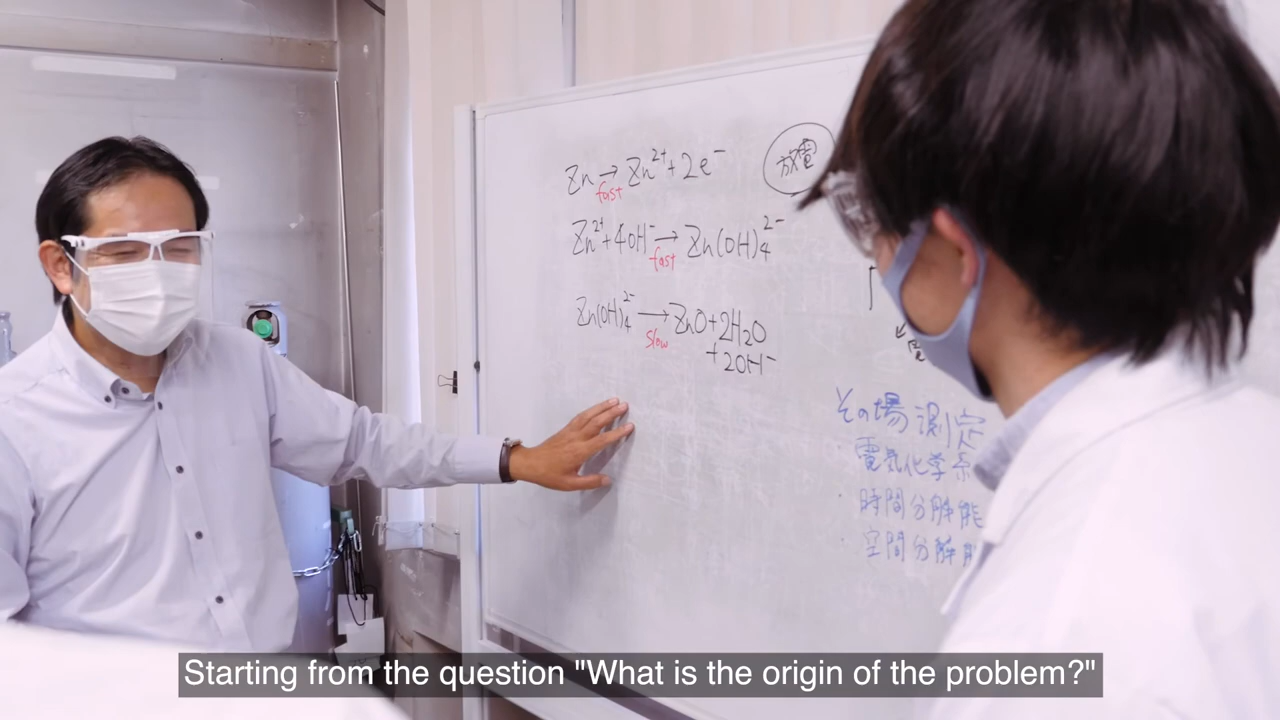 Zn → Zn²⁺ + 2e⁻
fast
放電
Zn²⁺ + 4OH⁻ → Zn(OH)₄²⁻
fast
Zn(OH)₄²⁻ → ZnO + 2H₂O
slow
+ 2OH⁻
その場測定
電気化学系
・時間分解能
・空間分解
Starting from the question "What is the origin of the problem?"